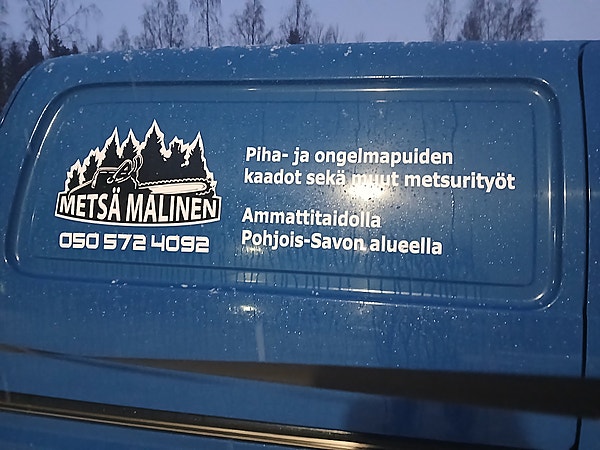 METSÄ MALINEN
050 572 4092
Piha- ja ongelmapuiden
kaadot sekä muut metsurityöt
Ammattitaidolla
Pohjois-Savon alueella